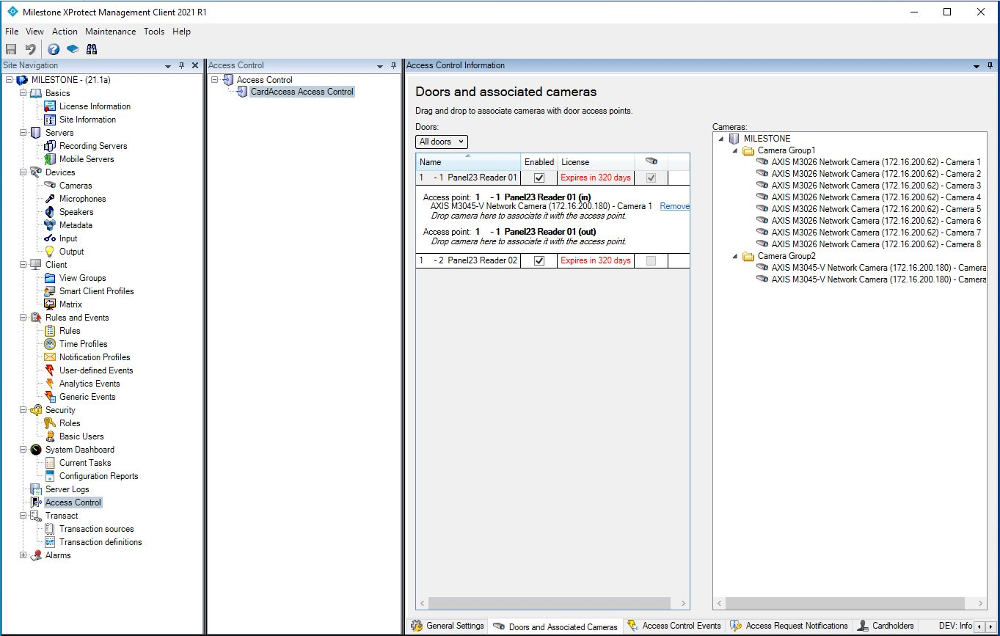 Milestone XProtect Management Client 2021 R1
File View Action Maintenance Tools Help
Site Navigation
MILESTONE - (21.1a)
Basics
License Information
Site Information
Servers
Recording Servers
Mobile Servers
Devices
Cameras
Microphones
Speakers
Metadata
Input
Output
Client
View Groups
Smart Client Profiles
Matrix
Rules and Events
Rules
Time Profiles
Notification Profiles
User-defined Events
Analytics Events
Generic Events
Security
Roles
Basic Users
System Dashboard
Current Tasks
Configuration Reports
Server Logs
Access Control
Transact
Transaction sources
Transaction definitions
Alarms
Access Control
Access Control
CardAccess Access Control
Access Control Information
Doors and associated cameras
Drag and drop to associate cameras with door access points.
Doors:
All doors
Name Enabled License
1 - 1 Panel23 Reader 01 Expires in 320 days
Access point: 1 - 1 Panel23 Reader 01 (in)
AXIS M3045-V Network Camera (172.16.200.180) - Camera 1 Remove
Drop camera here to associate it with the access point.
Access point: 1 - 1 Panel23 Reader 01 (out)
Drop camera here to associate it with the access point.
1 - 2 Panel23 Reader 02 Expires in 320 days
Cameras:
MILESTONE
Camera Group1
AXIS M3026 Network Camera (172.16.200.62) - Camera 1
AXIS M3026 Network Camera (172.16.200.62) - Camera 2
AXIS M3026 Network Camera (172.16.200.62) - Camera 3
AXIS M3026 Network Camera (172.16.200.62) - Camera 4
AXIS M3026 Network Camera (172.16.200.62) - Camera 5
AXIS M3026 Network Camera (172.16.200.62) - Camera 6
AXIS M3026 Network Camera (172.16.200.62) - Camera 7
AXIS M3026 Network Camera (172.16.200.62) - Camera 8
Camera Group2
AXIS M3045-V Network Camera (172.16.200.180) - Camera
AXIS M3045-V Network Camera (172.16.200.180) - Camera
General Settings Doors and Associated Cameras Access Control Events Access Request Notifications Cardholders DEV: Info